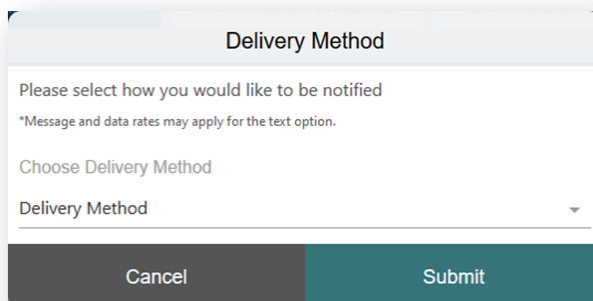 Delivery Method
Please select how you would like to be notified
*Message and data rates may apply for the text option.
Choose Delivery Method
Delivery Method
Cancel Submit